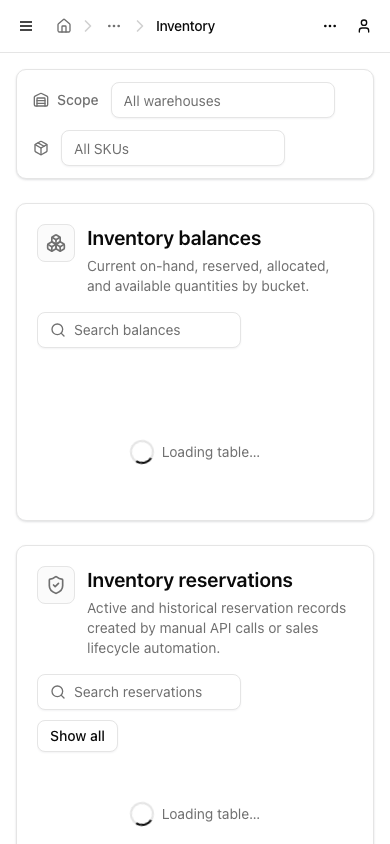 Inventory
Scope
All warehouses
All SKUs
Inventory balances
Current on-hand, reserved, allocated,
and available quantities by bucket.
Search balances
Loading table...
Inventory reservations
Active and historical reservation records
created by manual API calls or sales
lifecycle automation.
Search reservations
Show all
Loading table...